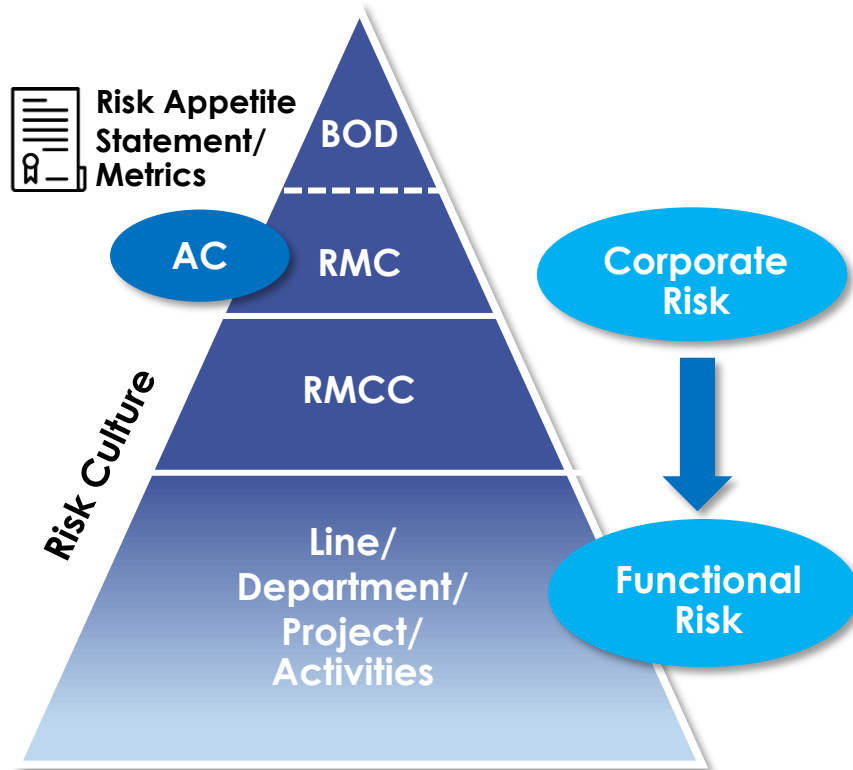 Risk Appetite
Statement/
Metrics
BOD
AC
RMC
Corporate
Risk
RMCC
Risk Culture
Line/
Department/
Project/
Activities
Functional
Risk